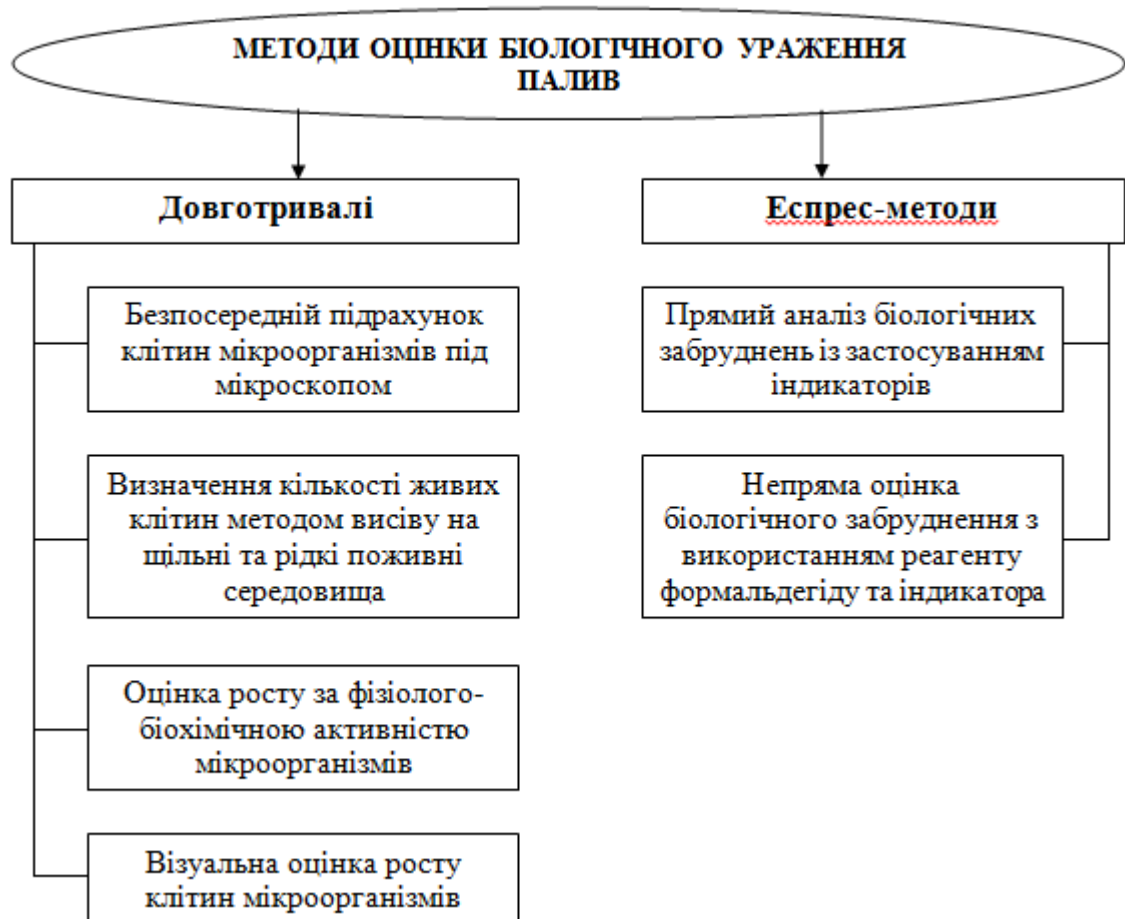 МЕТОДИ ОЦІНКИ БІОЛОГІЧНОГО УРАЖЕННЯ
ПАЛИВ
Довготривалі
Безпосередній підрахунок
клітин мікроорганізмів під
мікроскопом
Визначення кількості живих
клітин методом висіву на
щільні та рідкі поживні
середовища
Оцінка росту за фізіолого-
біохімічною активністю
мікроорганізмів
Візуальна оцінка росту
клітин мікроорганізмів
Еспрес-методи
Прямий аналіз біологічних
забруднень із застосуванням
індикаторів
Непряма оцінка
біологічного забруднення з
використанням реагенту
формальдегіду та індикатора